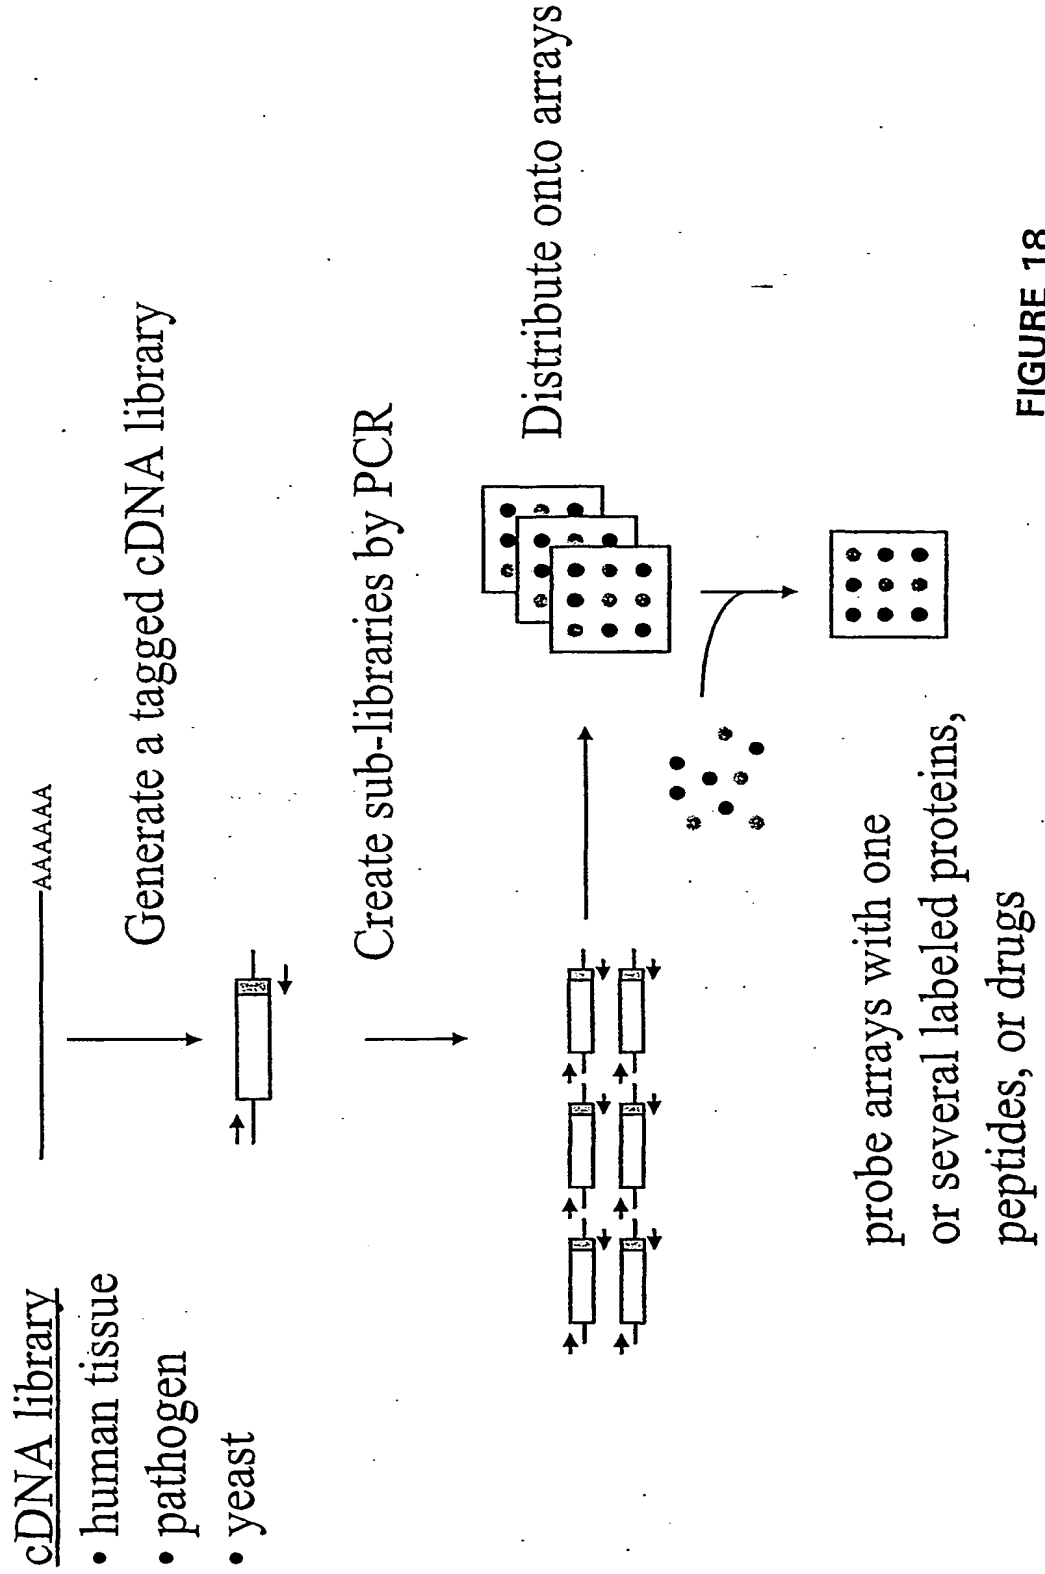 cDNA library
• human tissue
• pathogen
• yeast
AAAAAA
Generate a tagged cDNA library
Create sub-libraries by PCR
Distribute onto arrays
probe arrays with one
or several labeled proteins,
peptides, or drugs
FIGURE 18